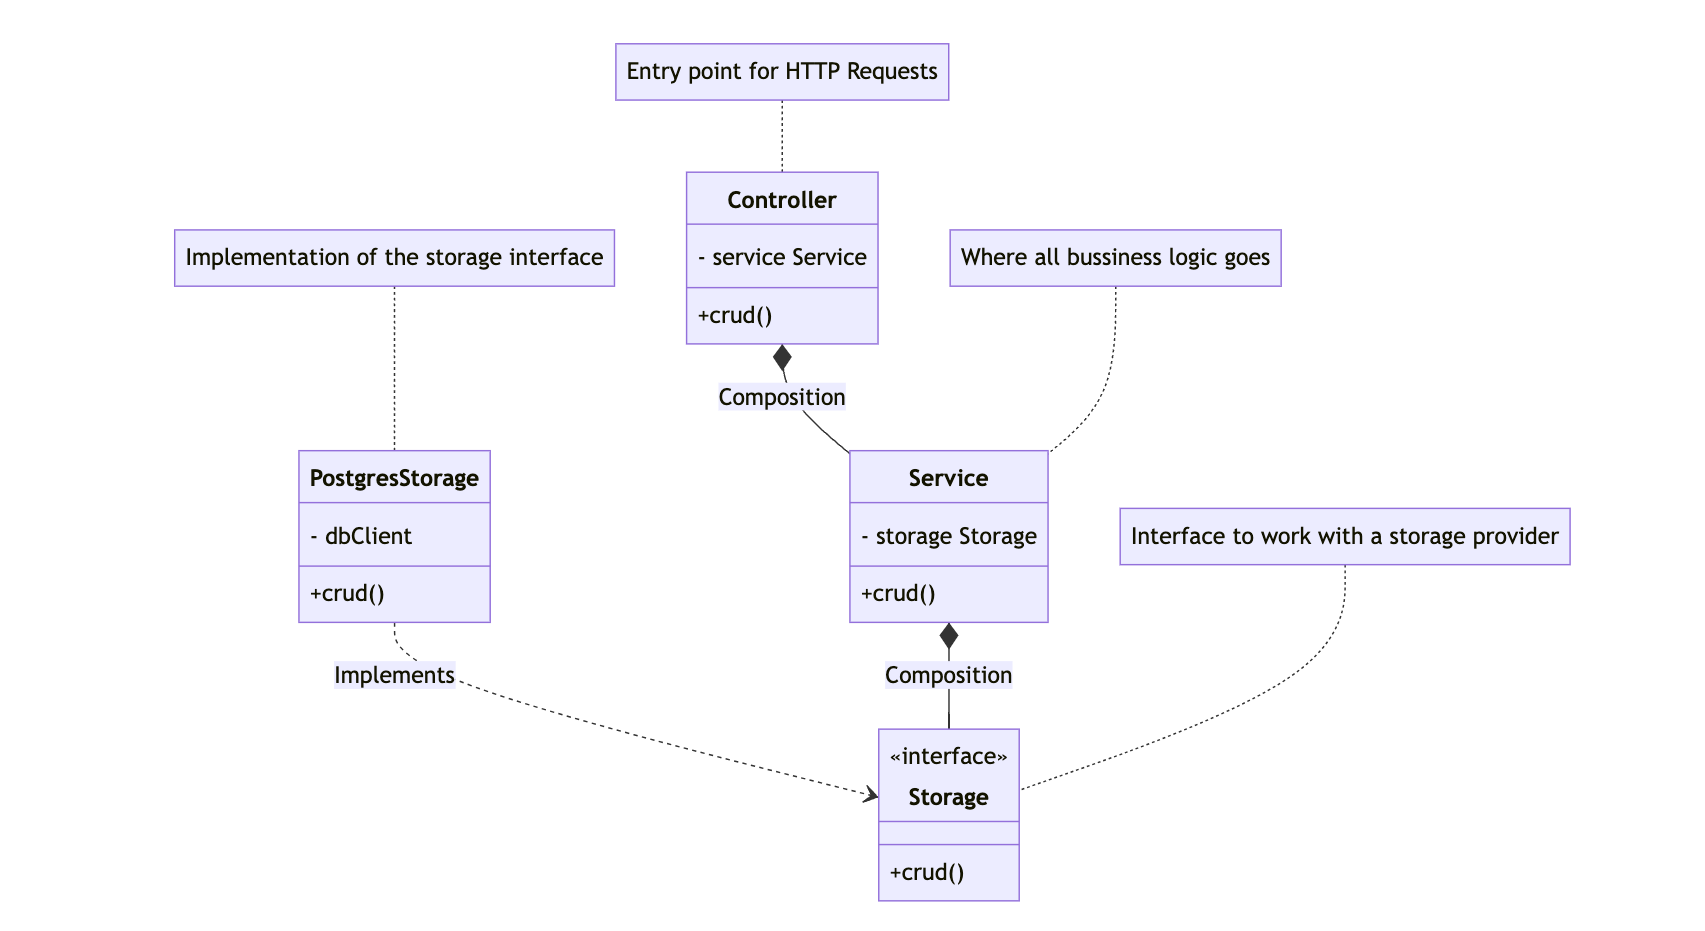 Entry point for HTTP Requests
Controller
- service Service
+crud()
Implementation of the storage interface
Where all bussiness logic goes
Composition
PostgresStorage
- dbClient
+crud()
Service
- storage Storage
+crud()
Interface to work with a storage provider
Implements
Composition
«interface»
Storage
+crud()